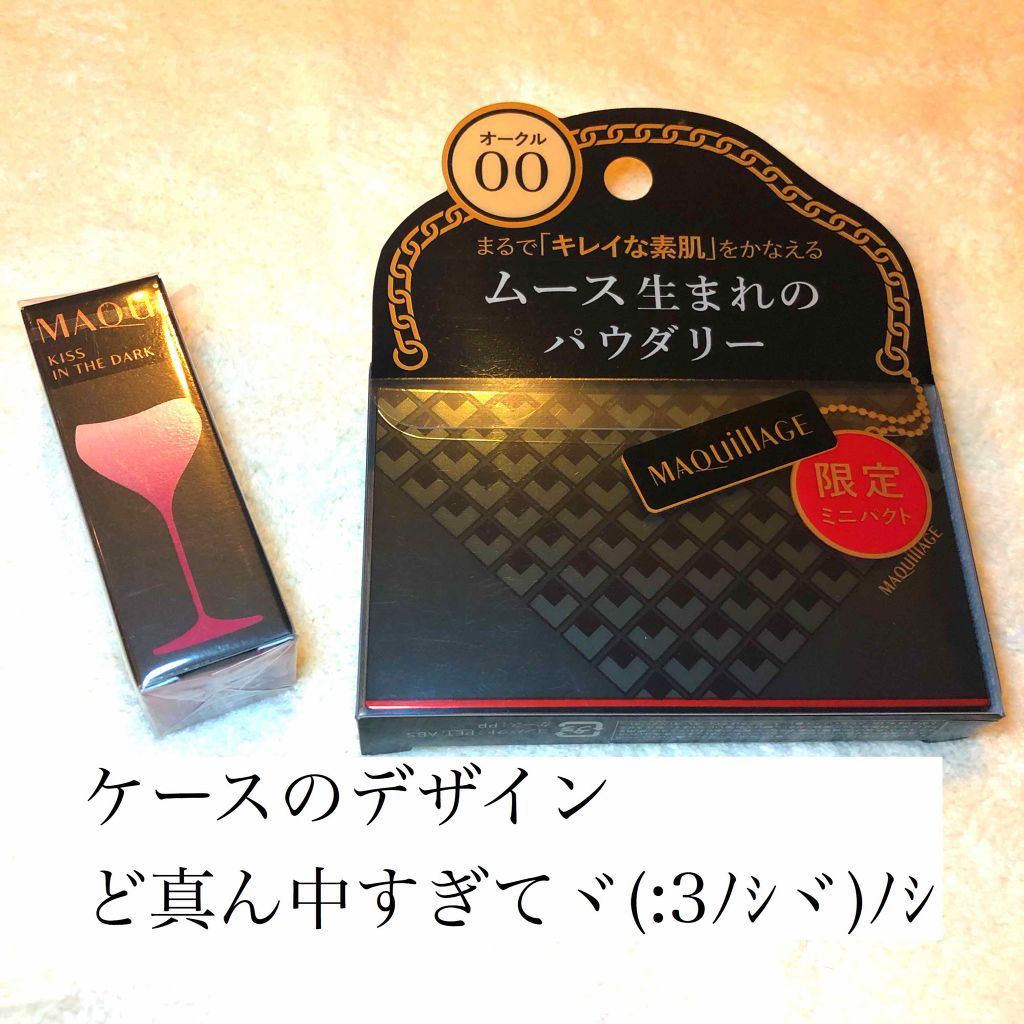 MAQU
KISS
IN THE DARK
オークル
00
まるで「キレイな素肌」をかなえる
ムース生まれの
パウダリー
MAQUillAGE
限定
ミニパクト
MAQUillAGE
ケースのデザイン
ど真ん中すぎてヾ(:3ﾉｼヾ)ﾉｼ